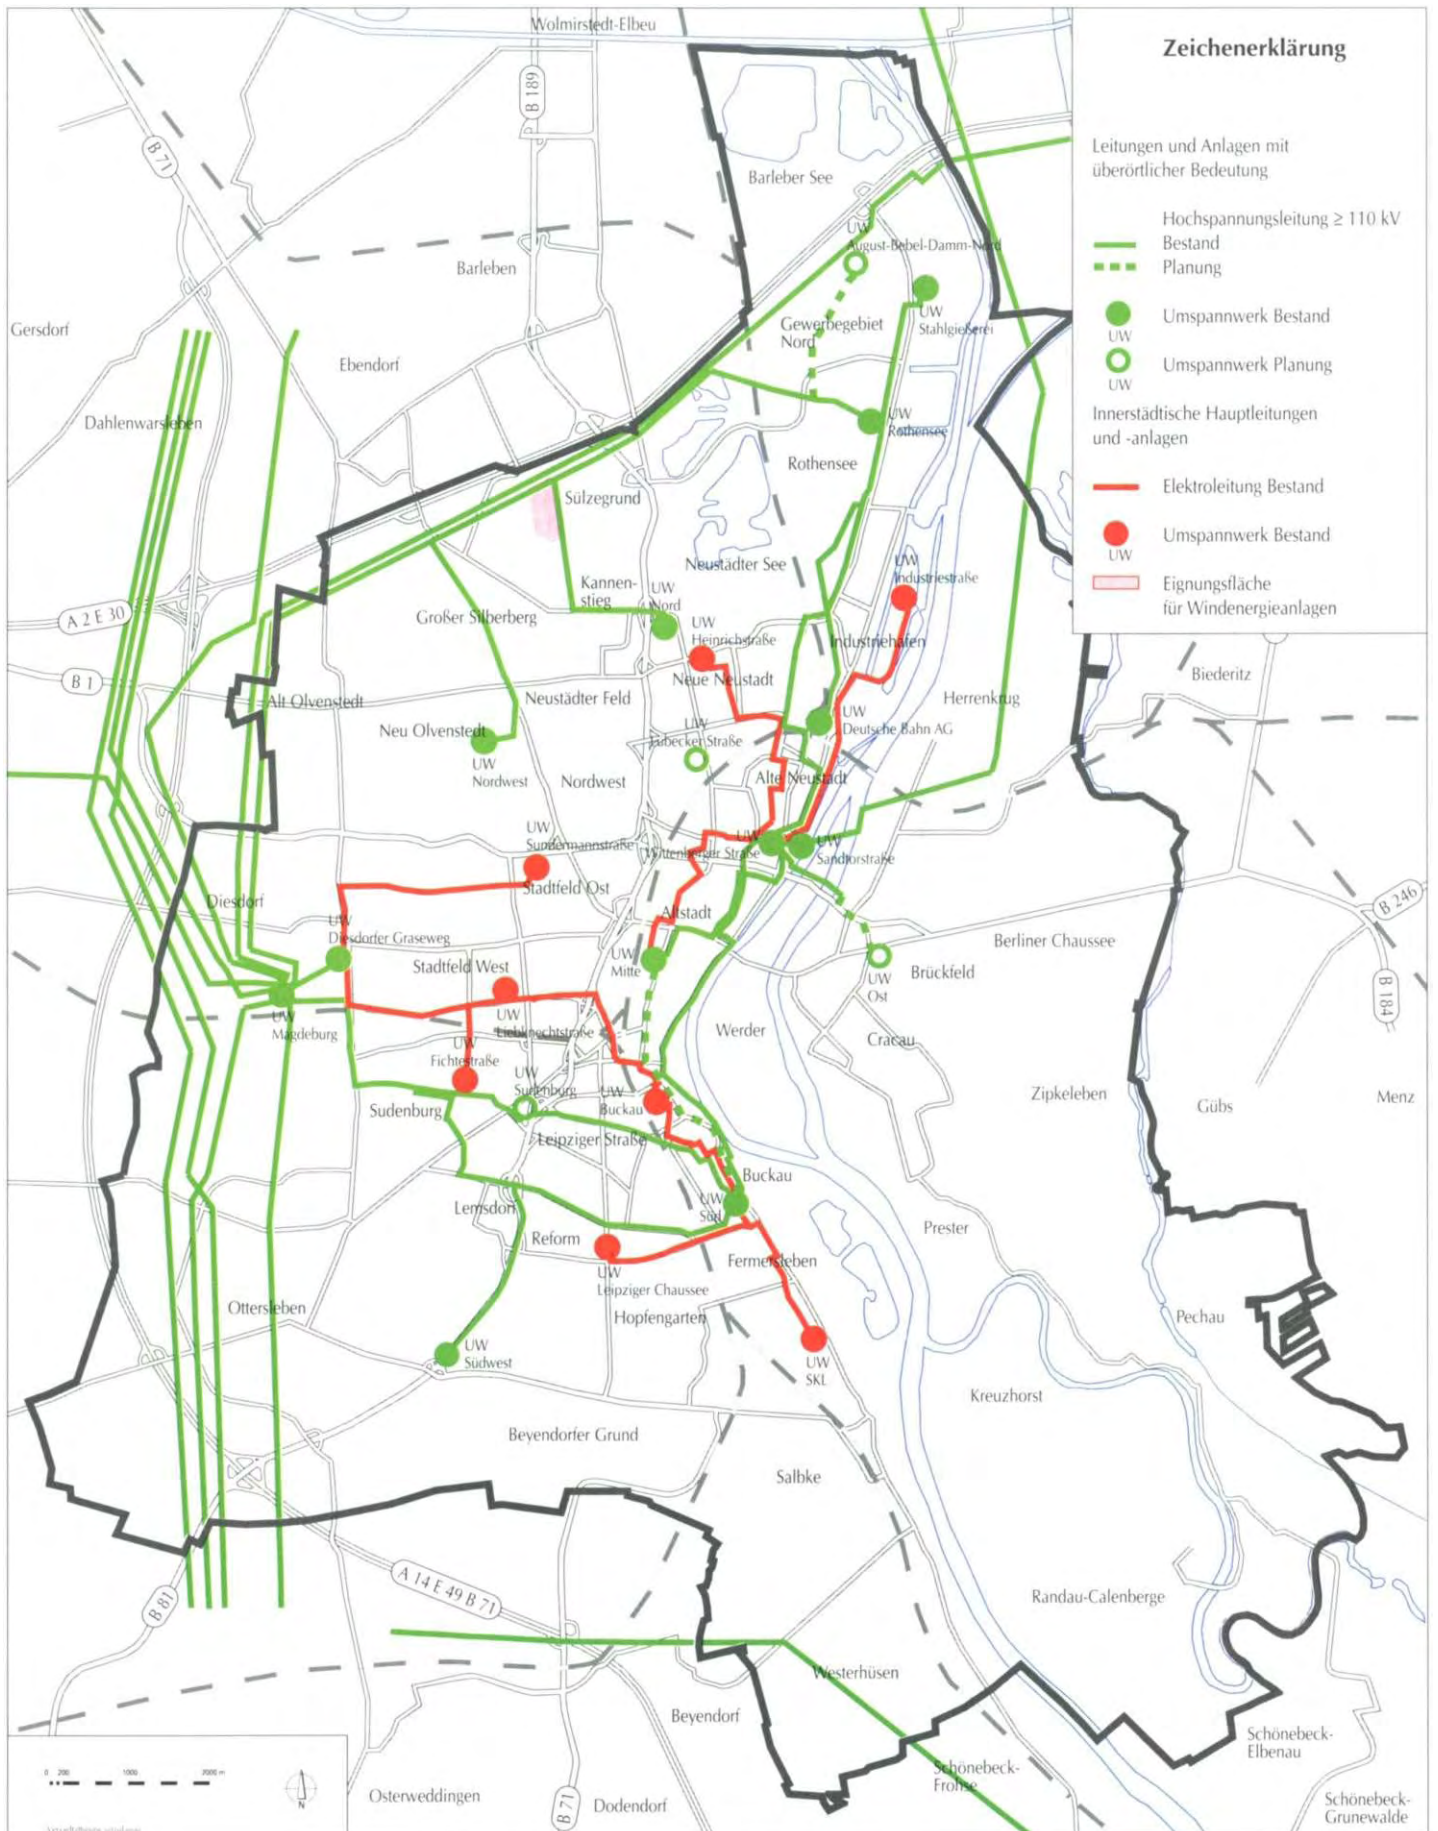 Wolmirstedt-Elbeu
Zeichenerklärung
B 189
B 71
Leitungen und Anlagen mit
überörtlicher Bedeutung
Barleber See
Hochspannungsleitung ≥ 110 kV
Bestand
Planung
UW
August-Bebel-Damm-Nord
Barleben
UW
Stahlgießerei
Umspannwerk Bestand
UW
Gewerbegebiet
Nord
Gersdorf
Ebendorf
Umspannwerk Planung
UW
Innerstädtische Hauptleitungen
und -anlagen
Dahlenwarsleben
UW
Rothensee
Rothensee
Elektroleitung Bestand
Sülzegrund
Umspannwerk Bestand
UW
Neustädter See
UW
Industriestraße
Eignungsfläche
für Windenergieanlagen
Kannen-
stieg
UW
Nord
A 2 E 30
Großer Silberberg
UW
Heinrichstraße
Industriehafen
B 1
Neue Neustadt
Biederitz
Alt Olvenstedt
Neustädter Feld
Herrenkrug
Neu Olvenstedt
UW
Lübecker Straße
UW
Deutsche Bahn AG
UW
Nordwest
Nordwest
Alte Neustadt
UW
Sundermannstraße
UW
Wittenberger Straße
UW
Sandtorstraße
Stadtfeld Ost
Diesdorf
B 246
Altstadt
UW
Diesdorfer Graseweg
Berliner Chaussee
Stadtfeld West
UW
Mitte
Brückfeld
UW
Ost
B 184
UW
Magdeburg
UW
Liebknechtstraße
Werder
Cracau
UW
Fichtestraße
UW
Sudenburg
UW
Buckau
Zipkeleben
Gübs
Menz
Sudenburg
Leipziger Straße
Buckau
Lemsdorf
UW
Süd
Prester
Reform
Fermersleben
UW
Leipziger Chaussee
Ottersleben
Hopfengarten
Pechau
UW
Südwest
UW
SKL
Kreuzhorst
Beyendorfer Grund
Salbke
A 14 E 49 B 71
Randau-Calenberge
B 81
Westerhüsen
Beyendorf
Schönebeck-
Elbenau
0 200 1000 2000 m
N
Osterweddingen
B 71
Dodendorf
Schönebeck-
Frohse
Schönebeck-
Grunewalde